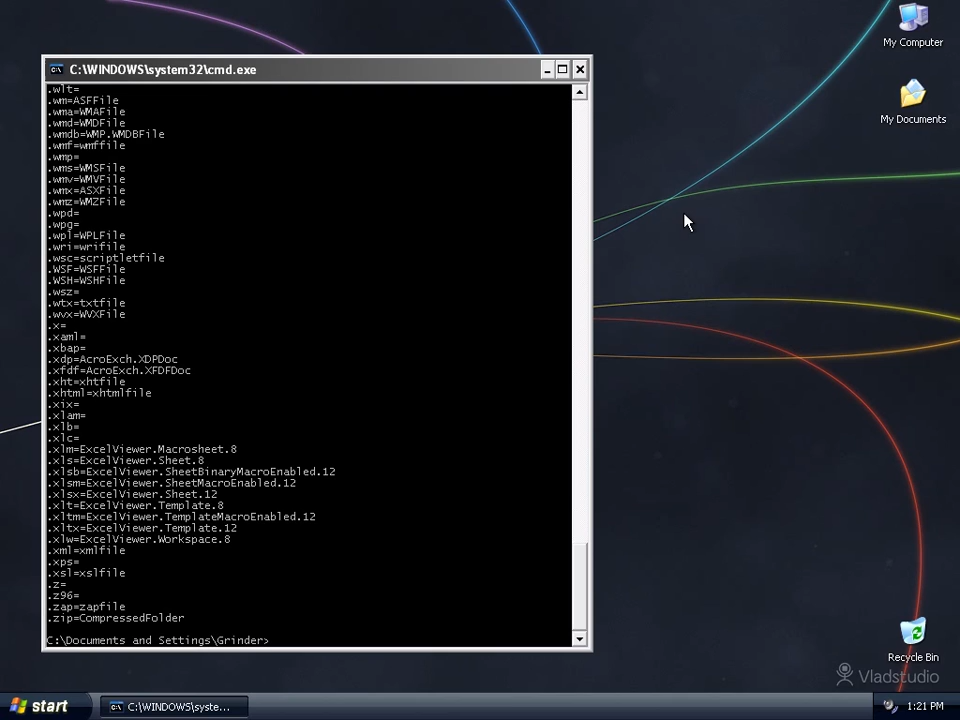 My Computer
My Documents
C:\WINDOWS\system32\cmd.exe
.wlt=
.wm=ASFFile
.wma=WMAFile
.wmd=WMDFile
.wmdb=WMP.WMDBFile
.wmf=wmffile
.wmp=
.wms=WMSFile
.wmv=WMVFile
.wmx=ASXFile
.wmz=WMZFile
.wpd=
.wpg=
.wpl=WPLFile
.wri=wrifile
.wsc=scriptletfile
.WSF=WSFFile
.WSH=WSHFile
.wsz=
.wtx=txtfile
.wvx=WVXFile
.x=
.xaml=
.xbap=
.xdp=AcroExch.XDPDoc
.xfdf=AcroExch.XFDFDoc
.xht=xhtfile
.xhtml=xhtmlfile
.xix=
.xlam=
.xlb=
.xlc=
.xlm=ExcelViewer.Macrosheet.8
.xls=ExcelViewer.Sheet.8
.xlsb=ExcelViewer.SheetBinaryMacroEnabled.12
.xlsm=ExcelViewer.SheetMacroEnabled.12
.xlsx=ExcelViewer.Sheet.12
.xlt=ExcelViewer.Template.8
.xltm=ExcelViewer.TemplateMacroEnabled.12
.xltx=ExcelViewer.Template.12
.xlw=ExcelViewer.Workspace.8
.xml=xmlfile
.xps=
.xsl=xslfile
.z=
.z96=
.zap=zapfile
.zip=CompressedFolder
C:\Documents and Settings\Grinder>
Recycle Bin
Vladstudio
start
C:\WINDOWS\syste...
1:21 PM